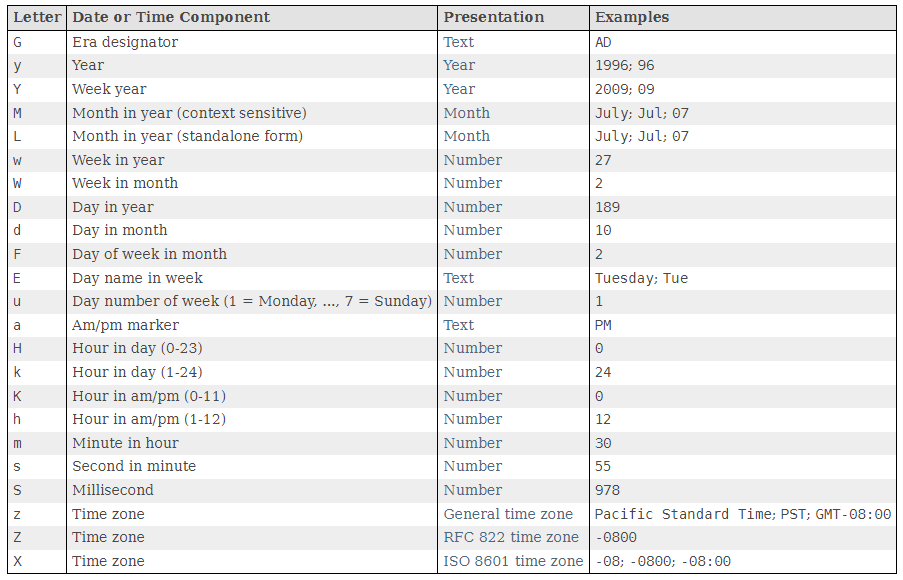 Letter Date or Time Component Presentation Examples
G Era designator Text AD
y Year Year 1996; 96
Y Week year Year 2009; 09
M Month in year (context sensitive) Month July; Jul; 07
L Month in year (standalone form) Month July; Jul; 07
w Week in year Number 27
W Week in month Number 2
D Day in year Number 189
d Day in month Number 10
F Day of week in month Number 2
E Day name in week Text Tuesday; Tue
u Day number of week (1 = Monday, ..., 7 = Sunday) Number 1
a Am/pm marker Text PM
H Hour in day (0-23) Number 0
k Hour in day (1-24) Number 24
K Hour in am/pm (0-11) Number 0
h Hour in am/pm (1-12) Number 12
m Minute in hour Number 30
s Second in minute Number 55
S Millisecond Number 978
z Time zone General time zone Pacific Standard Time; PST; GMT-08:00
Z Time zone RFC 822 time zone -0800
X Time zone ISO 8601 time zone -08; -0800; -08:00